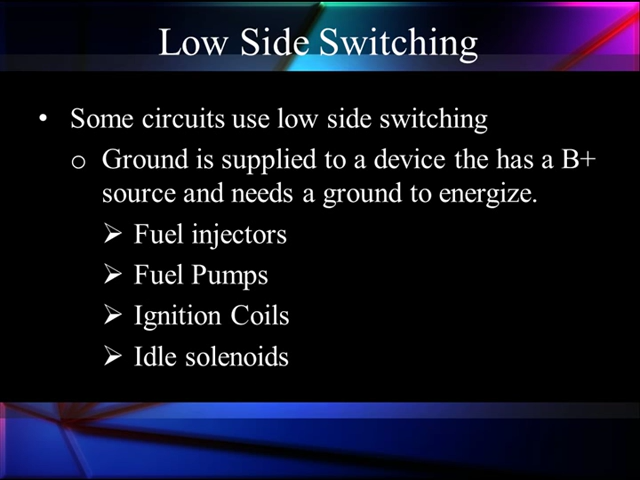 Low Side Switching
• Some circuits use low side switching
o Ground is supplied to a device the has a B+
source and needs a ground to energize.
➢ Fuel injectors
➢ Fuel Pumps
➢ Ignition Coils
➢ Idle solenoids